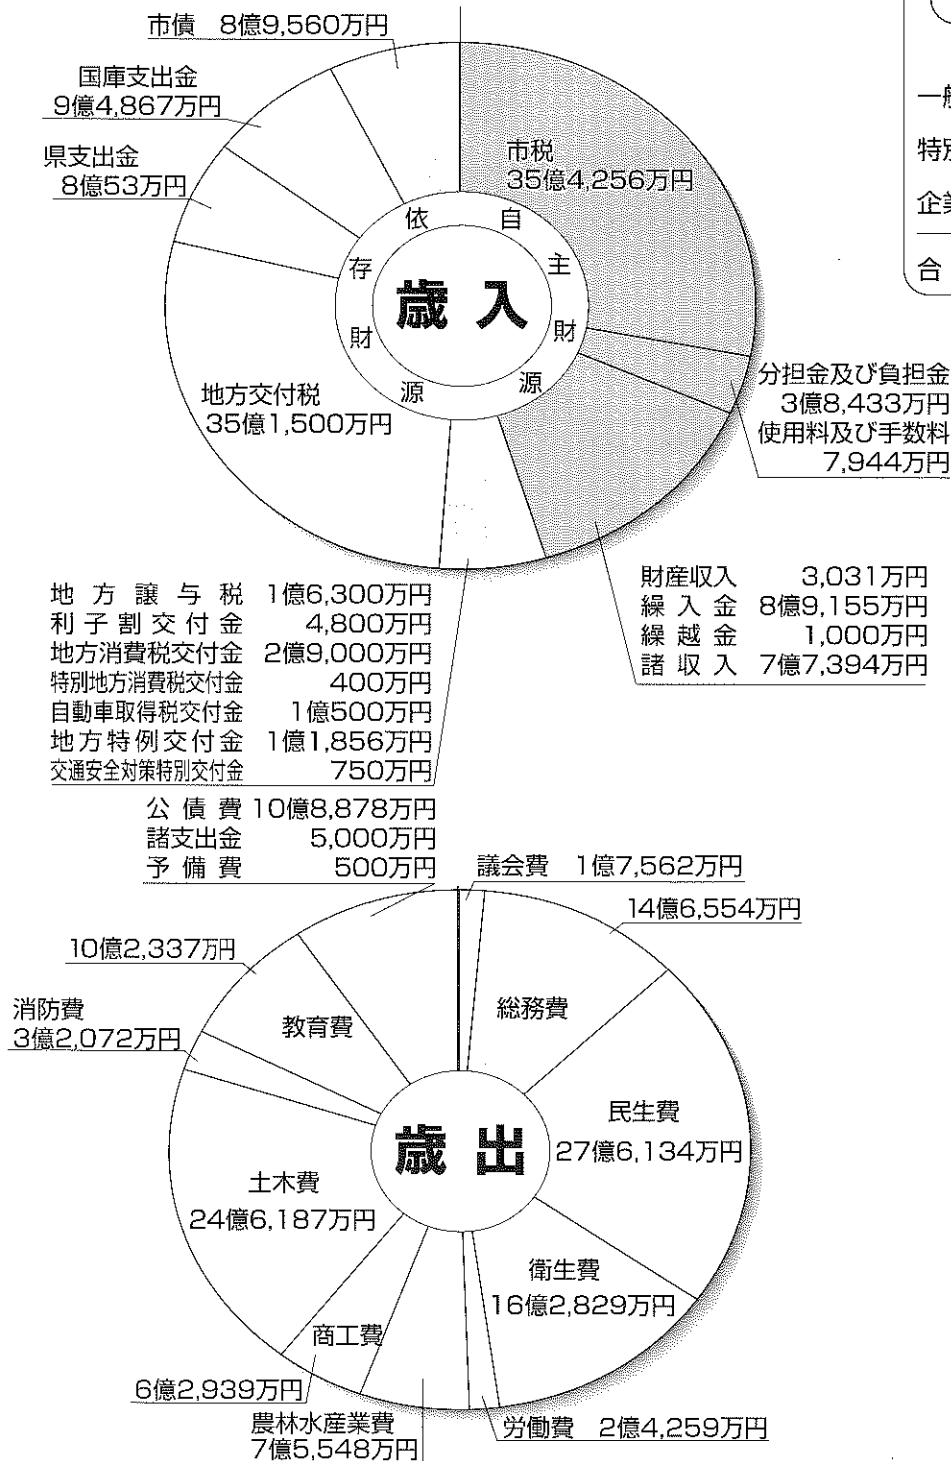 市債 8億9,560万円
国庫支出金
9億4,867万円
県支出金
8億53万円
地方交付税
35億1,500万円
市税
35億4,256万円
依存財源
自主財源
歳入
分担金及び負担金
3億8,433万円
使用料及び手数料
7,944万円
財産収入 3,031万円
繰入金 8億9,155万円
繰越金 1,000万円
諸収入 7億7,394万円
地方譲与税 1億6,300万円
利子割交付金 4,800万円
地方消費税交付金 2億9,000万円
特別地方消費税交付金 400万円
自動車取得税交付金 1億500万円
地方特例交付金 1億1,856万円
交通安全対策特別交付金 750万円
一般
特別
企業
合
公債費 10億8,878万円
諸支出金 5,000万円
予備費 500万円
議会費 1億7,562万円
14億6,554万円
総務費
民生費
27億6,134万円
衛生費
16億2,829万円
労働費 2億4,259万円
農林水産業費
7億5,548万円
商工費
6億2,939万円
土木費
24億6,187万円
消防費
3億2,072万円
10億2,337万円
教育費
歳出